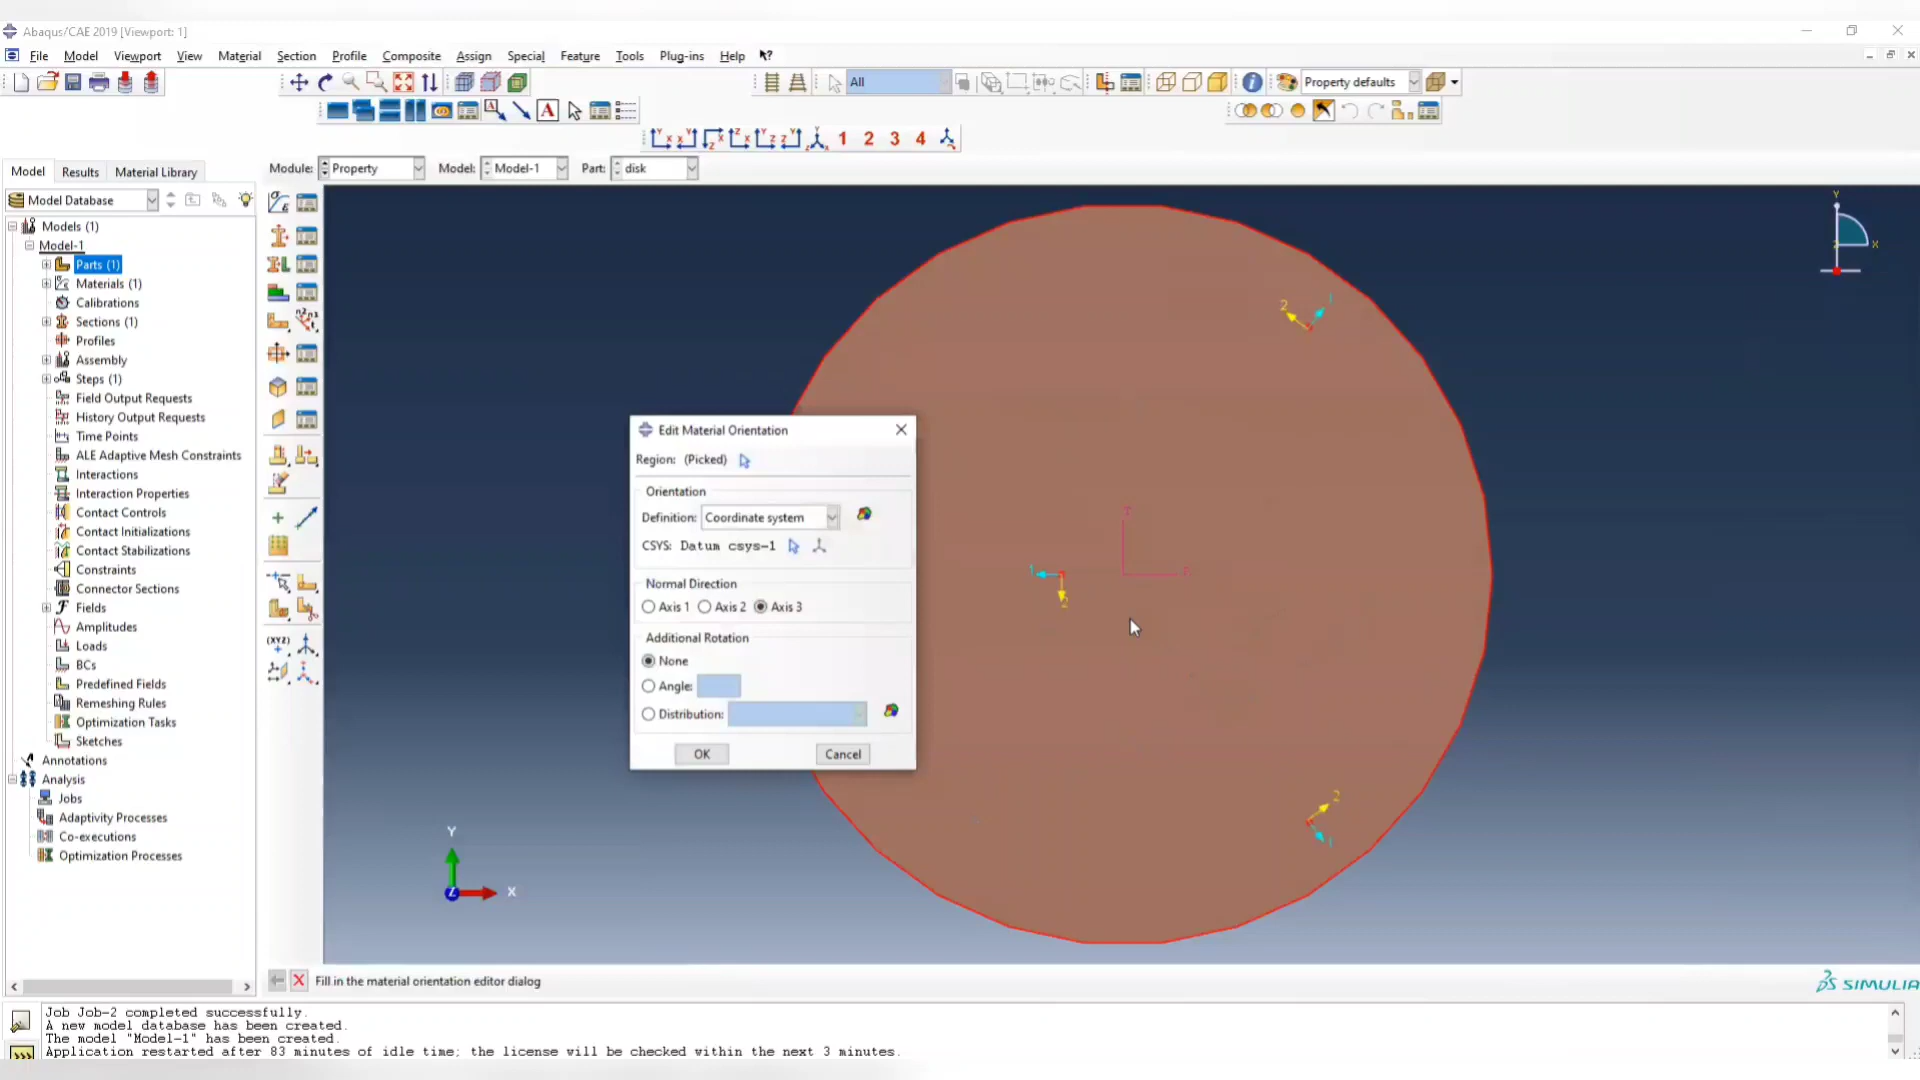 Abaqus/CAE 2019 [Viewport: 1]
File Model Viewport View Material Section Profile Composite Assign Special Feature Tools Plug-ins Help
All
Property defaults
1 2 3 4
Model Results Material Library
Module: Property Model: Model-1 Part: disk
Model Database
Models (1)
Model-1
Parts (1)
Materials (1)
Calibrations
Sections (1)
Profiles
Assembly
Steps (1)
Field Output Requests
History Output Requests
Time Points
ALE Adaptive Mesh Constraints
Interactions
Interaction Properties
Contact Controls
Contact Initializations
Contact Stabilizations
Constraints
Connector Sections
Fields
Amplitudes
Loads
BCs
Predefined Fields
Remeshing Rules
Optimization Tasks
Sketches
Annotations
Analysis
Jobs
Adaptivity Processes
Co-executions
Optimization Processes
Y
X
2 1
T
R
1
2
2
1
Edit Material Orientation
Region: (Picked)
Orientation
Definition: Coordinate system
CSYS: Datum csys-1
Normal Direction
Axis 1 Axis 2 Axis 3
Additional Rotation
None
Angle:
Distribution:
OK Cancel
Y
Z X
Fill in the material orientation editor dialog
SIMULIA
Job Job-2 completed successfully.
A new model database has been created.
The model "Model-1" has been created.
Application restarted after 83 minutes of idle time; the license will be checked within the next 3 minutes.